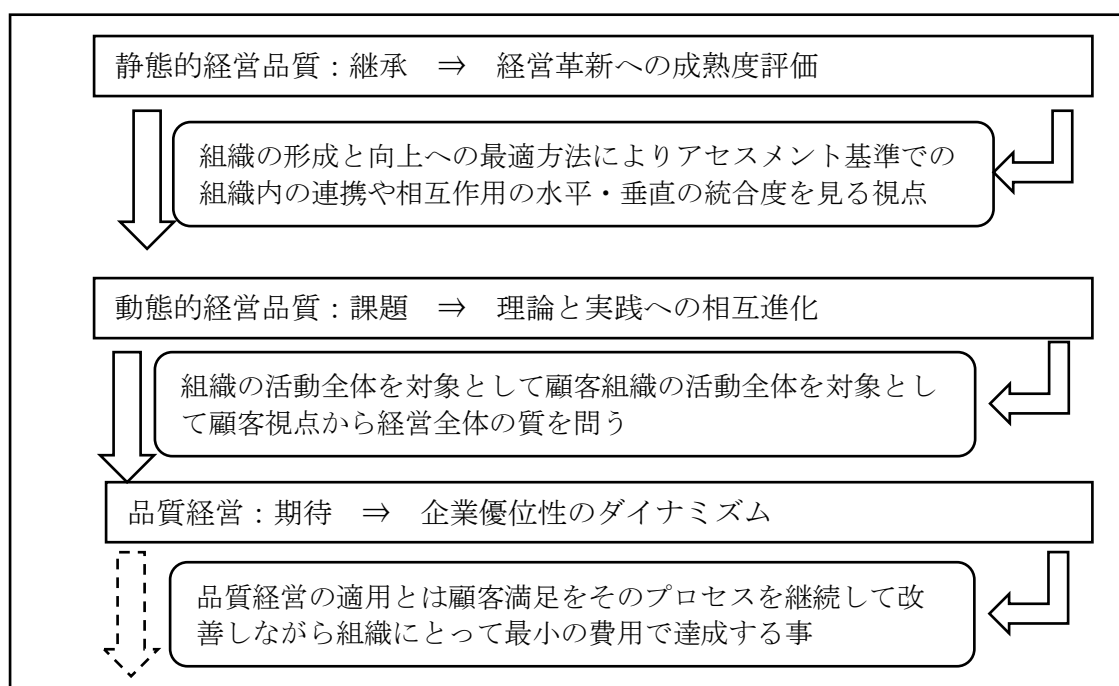 静態的経営品質：継承　⇒　経営革新への成熟度評価
組織の形成と向上への最適方法によりアセスメント基準での
組織内の連携や相互作用の水平・垂直の統合度を見る視点
動態的経営品質：課題　⇒　理論と実践への相互進化
組織の活動全体を対象として顧客組織の活動全体を対象とし
て顧客視点から経営全体の質を問う
品質経営：期待　⇒　企業優位性のダイナミズム
品質経営の適用とは顧客満足をそのプロセスを継続して改
善しながら組織にとって最小の費用で達成する事